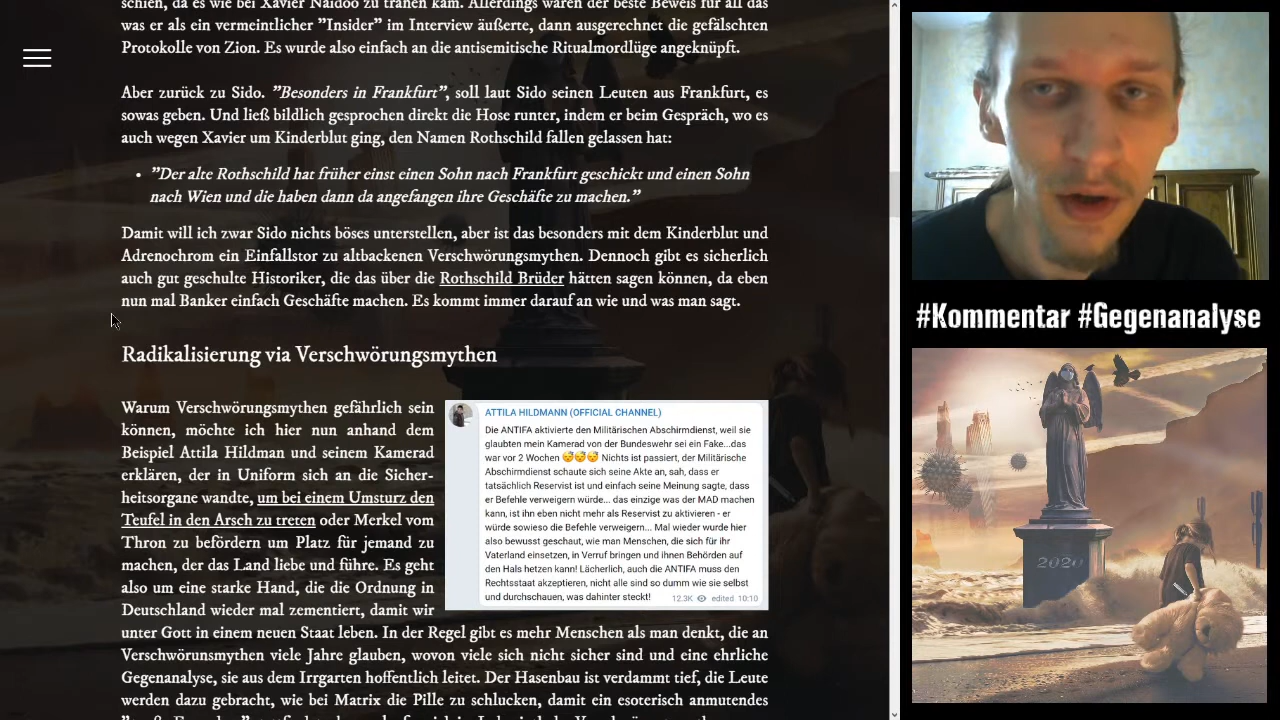 schien, da es wie bei Xavier Naidoo zu tränen kam. Allerdings waren der beste Beweis für all das
was er als ein vermeintlicher ”Insider” im Interview äußerte, dann ausgerechnet die gefälschten
Protokolle von Zion. Es wurde also einfach an die antisemitische Ritualmordlüge angeknüpft.
Aber zurück zu Sido. ”Besonders in Frankfurt”, soll laut Sido seinen Leuten aus Frankfurt, es
sowas geben. Und ließ bildlich gesprochen direkt die Hose runter, indem er beim Gespräch, wo es
auch wegen Xavier um Kinderblut ging, den Namen Rothschild fallen gelassen hat:
• ”Der alte Rothschild hat früher einst einen Sohn nach Frankfurt geschickt und einen Sohn
nach Wien und die haben dann da angefangen ihre Geschäfte zu machen.”
Damit will ich zwar Sido nichts böses unterstellen, aber ist das besonders mit dem Kinderblut und
Adrenochrom ein Einfallstor zu altbackenen Verschwörungsmythen. Dennoch gibt es sicherlich
auch gut geschulte Historiker, die das über die Rothschild Brüder hätten sagen können, da eben
nun mal Banker einfach Geschäfte machen. Es kommt immer darauf an wie und was man sagt.
Radikalisierung via Verschwörungsmythen
Warum Verschwörungsmythen gefährlich sein
können, möchte ich hier nun anhand dem
Beispiel Attila Hildman und seinem Kamerad
erklären, der in Uniform sich an die Sicher-
heitsorgane wandte, um bei einem Umsturz den
Teufel in den Arsch zu treten oder Merkel vom
Thron zu befördern um Platz für jemand zu
machen, der das Land liebe und führe. Es geht
also um eine starke Hand, die die Ordnung in
Deutschland wieder mal zementiert, damit wir
unter Gott in einem neuen Staat leben. In der Regel gibt es mehr Menschen als man denkt, die an
Verschwörunsmythen viele Jahre glauben, wovon viele sich nicht sicher sind und eine ehrliche
Gegenanalyse, sie aus dem Irrgarten hoffentlich leitet. Der Hasenbau ist verdammt tief, die Leute
werden dazu gebracht, wie bei Matrix die Pille zu schlucken, damit ein esoterisch anmutendes
ATTILA HILDMANN (OFFICIAL CHANNEL)
Die ANTIFA aktivierte den Militärischen Abschirmdienst, weil sie
glaubten mein Kamerad von der Bundeswehr sei ein Fake...das
war vor 2 Wochen 😴😴😴 Nichts ist passiert, der Militärische
Abschirmdienst schaute sich seine Akte an, sah, dass er
tatsächlich Reservist ist und einfach seine Meinung sagte, dass
er Befehle verweigern würde... das einzige was der MAD machen
kann, ist ihn eben nicht mehr als Reservist zu aktivieren - er
würde sowieso die Befehle verweigern... Mal wieder wurde hier
also bewusst geschaut, wie man Menschen, die sich für ihr
Vaterland einsetzen, in Verruf bringen und ihnen Behörden auf
den Hals hetzen kann! Lächerlich, auch die ANTIFA muss den
Rechtsstaat akzeptieren, nicht alle sind so dumm wie sie selbst
und durchschauen, was dahinter steckt!
12.3K edited 10:10
#Kommentar #Gegenanalyse
2020